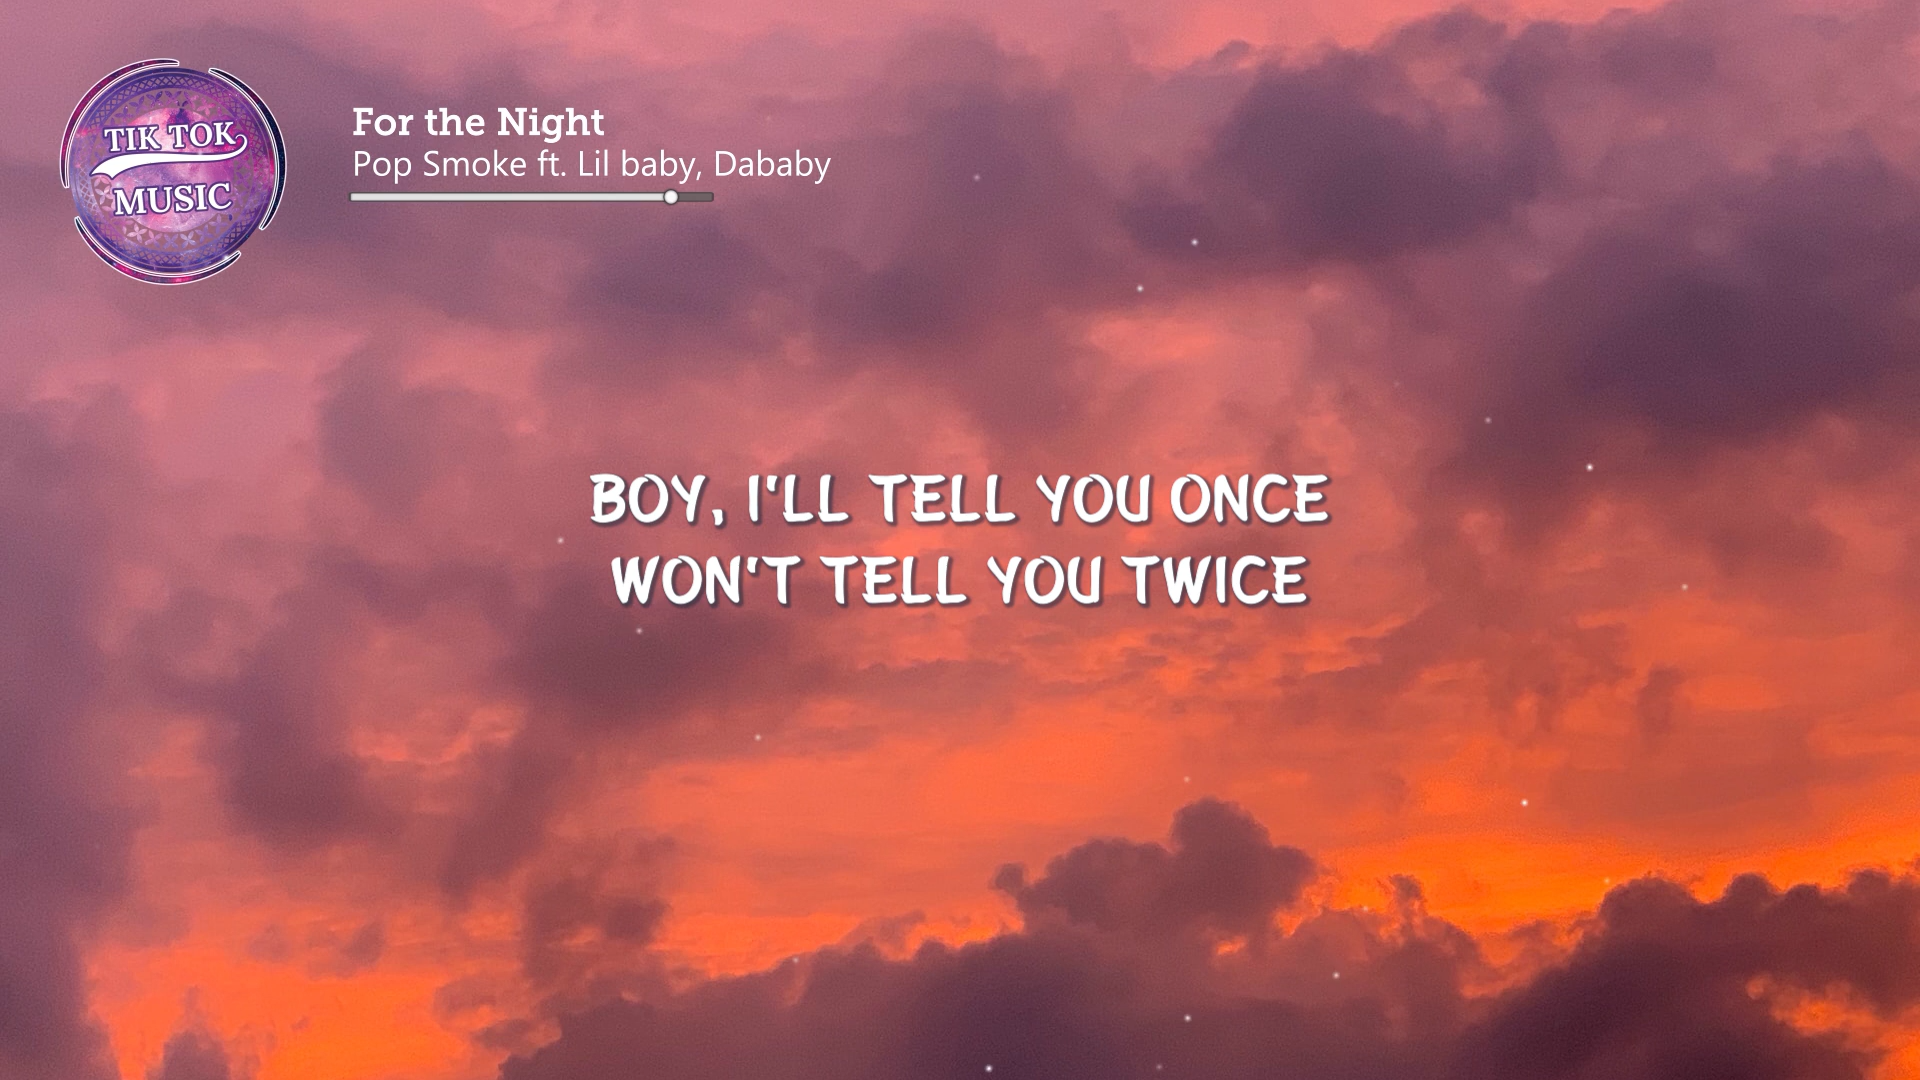 TIK TOK
MUSIC
For the Night
Pop Smoke ft. Lil baby, Dababy
BOY, I'LL TELL YOU ONCE
WON'T TELL YOU TWICE